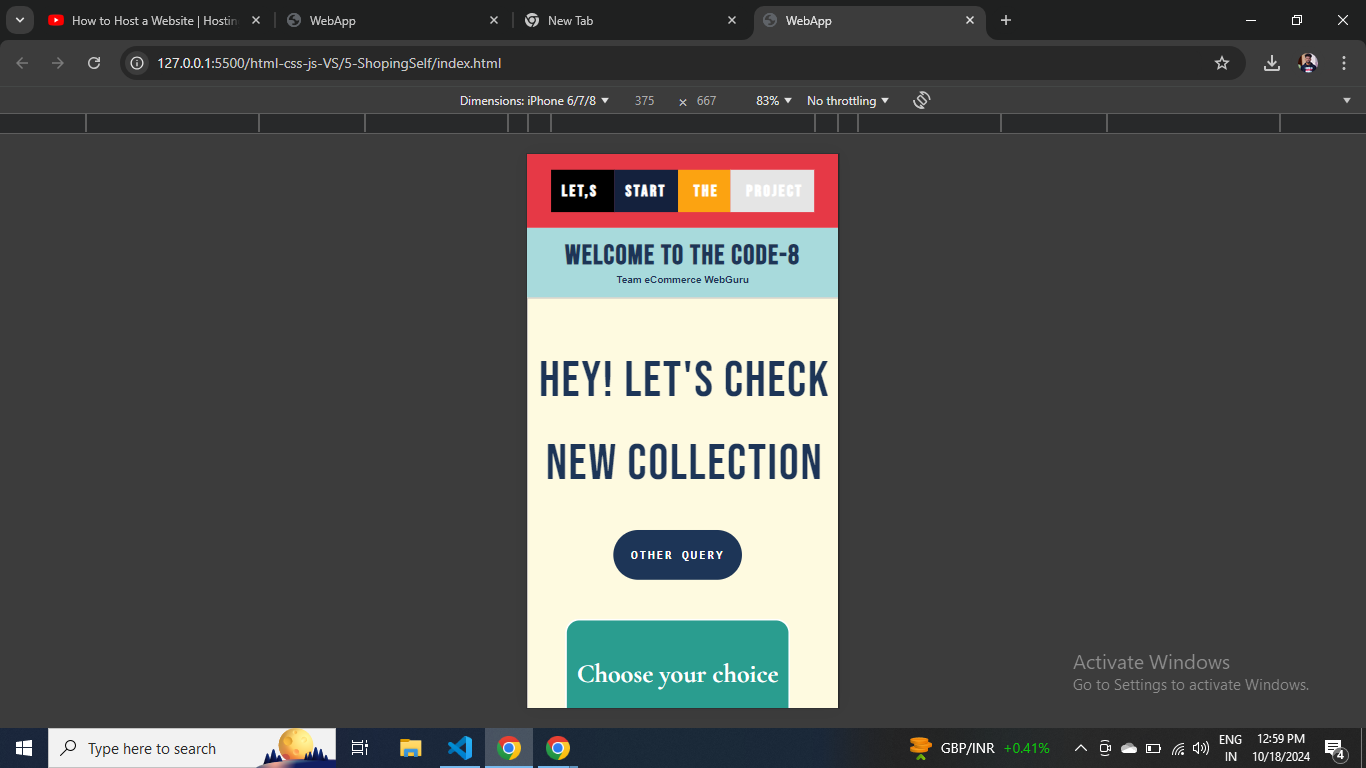 How to Host a Website | Hostin
WebApp
New Tab
WebApp
127.0.0.1:5500/html-css-js-VS/5-ShopingSelf/index.html
Dimensions: iPhone 6/7/8 375 × 667 83% No throttling
LET,S START THE PROJECT
WELCOME TO THE CODE-8
Team eCommerce WebGuru
HEY! LET'S CHECK
NEW COLLECTION
OTHER QUERY
Choose your choice
Activate Windows
Go to Settings to activate Windows.
Type here to search
GBP/INR +0.41%
ENG
IN
12:59 PM
10/18/2024
4